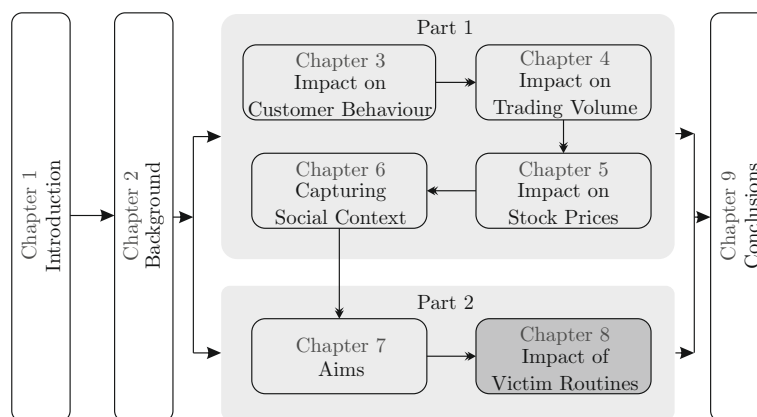 Chapter 1
Introduction
Chapter 2
Background
Part 1
Chapter 3
Impact on
Customer Behaviour
Chapter 4
Impact on
Trading Volume
Chapter 6
Capturing
Social Context
Chapter 5
Impact on
Stock Prices
Part 2
Chapter 7
Aims
Chapter 8
Impact of
Victim Routines
Chapter 9
Conclusions